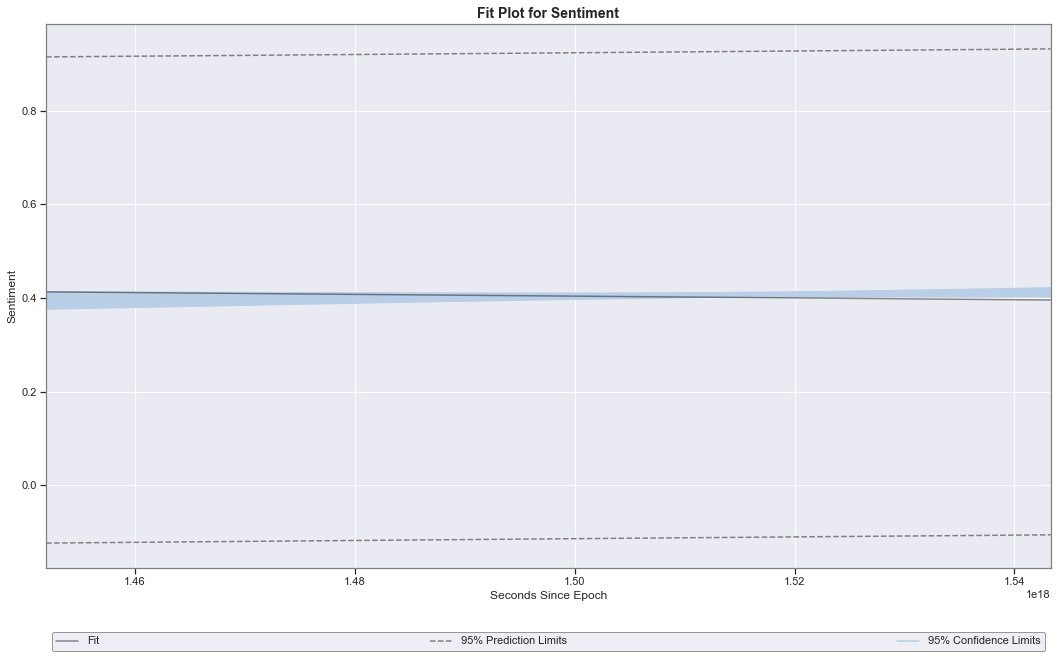 Fit Plot for Sentiment
0.8
0.6
0.4
0.2
0.0
Sentiment
1.46 1.48 1.50 1.52 1.54
Seconds Since Epoch
1e18
Fit 95% Prediction Limits 95% Confidence Limits